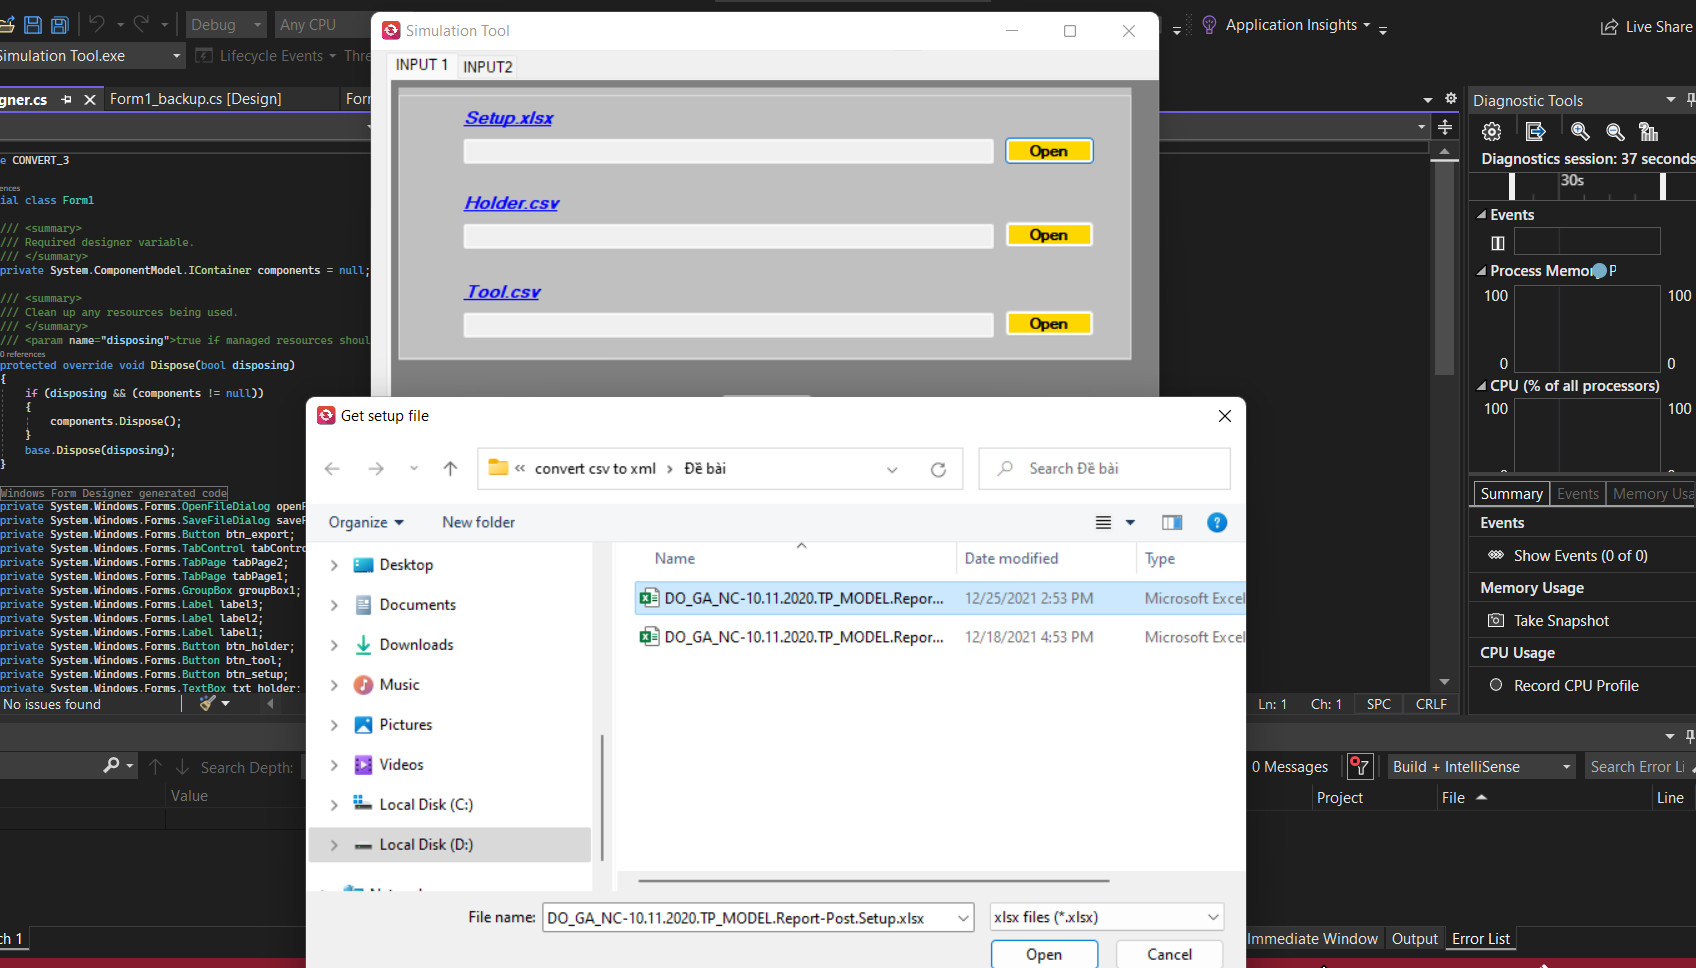 Debug
Any CPU
Simulation Tool
Application Insights
Live Share
Simulation Tool.exe
Lifecycle Events
INPUT 1
INPUT2
gner.cs
Form1_backup.cs [Design]
Diagnostic Tools
Setup.xlsx
Open
Diagnostics session: 37 seconds
30s
Holder.csv
Open
Tool.csv
Open
Events
Process Memory
P
100
100
0
0
CPU (% of all processors)
100
100
Summary
Events
Memory Usa
Events
Show Events (0 of 0)
Memory Usage
Take Snapshot
CPU Usage
Record CPU Profile
e CONVERT_3
ences
ial class Form1
/// <summary>
/// Required designer variable.
/// </summary>
private System.ComponentModel.IContainer components = null;
/// <summary>
/// Clean up any resources being used.
/// </summary>
/// <param name="disposing">true if managed resources shoul
0 references
protected override void Dispose(bool disposing)
{
if (disposing && (components != null))
{
components.Dispose();
}
base.Dispose(disposing);
}
Windows Form Designer generated code
private System.Windows.Forms.OpenFileDialog openF
private System.Windows.Forms.SaveFileDialog saveF
private System.Windows.Forms.Button btn_export;
private System.Windows.Forms.TabControl tabContro
private System.Windows.Forms.TabPage tabPage2;
private System.Windows.Forms.TabPage tabPage1;
private System.Windows.Forms.GroupBox groupBox1;
private System.Windows.Forms.Label label3;
private System.Windows.Forms.Label label2;
private System.Windows.Forms.Label label1;
private System.Windows.Forms.Button btn_holder;
private System.Windows.Forms.Button btn_tool;
private System.Windows.Forms.Button btn_setup;
private System.Windows.Forms.TextBox txt_holder;
No issues found
Ln: 1
Ch: 1
SPC
CRLF
Get setup file
convert csv to xml
Đề bài
Search Đề bài
Organize
New folder
Name
Date modified
Type
Desktop
Documents
Downloads
Music
Pictures
Videos
Local Disk (C:)
Local Disk (D:)
DO_GA_NC-10.11.2020.TP_MODEL.Repor...
12/25/2021 2:53 PM
Microsoft Excel
DO_GA_NC-10.11.2020.TP_MODEL.Repor...
12/18/2021 4:53 PM
Microsoft Excel
File name:
DO_GA_NC-10.11.2020.TP_MODEL.Report-Post.Setup.xlsx
xlsx files (*.xlsx)
Open
Cancel
Search Depth:
Value
0 Messages
Build + IntelliSense
Search Error Li
Project
File
Line
ch 1
Immediate Window
Output
Error List